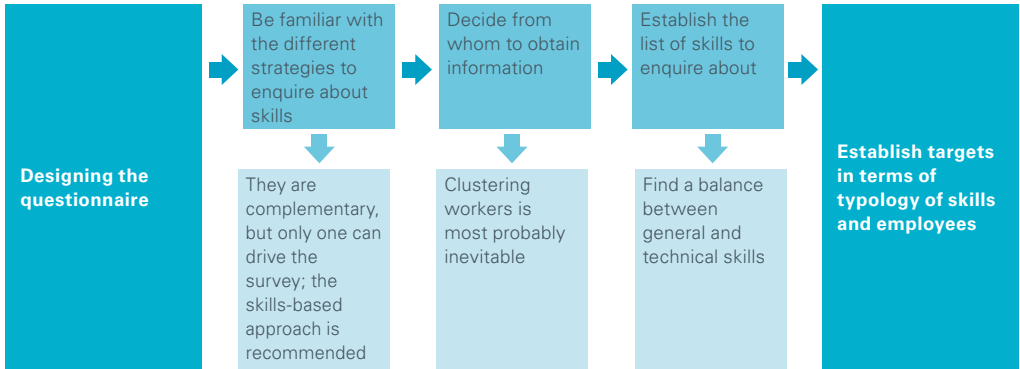 Designing the
questionnaire
Be familiar with
the different
strategies to
enquire about
skills
They are
complementary,
but only one can
drive the
survey; the
skills-based
approach is
recommended
Decide from
whom to obtain
information
Clustering
workers is
most probably
inevitable
Establish the
list of skills to
enquire about
Find a balance
between
general and
technical skills
Establish targets
in terms of
typology of skills
and employees